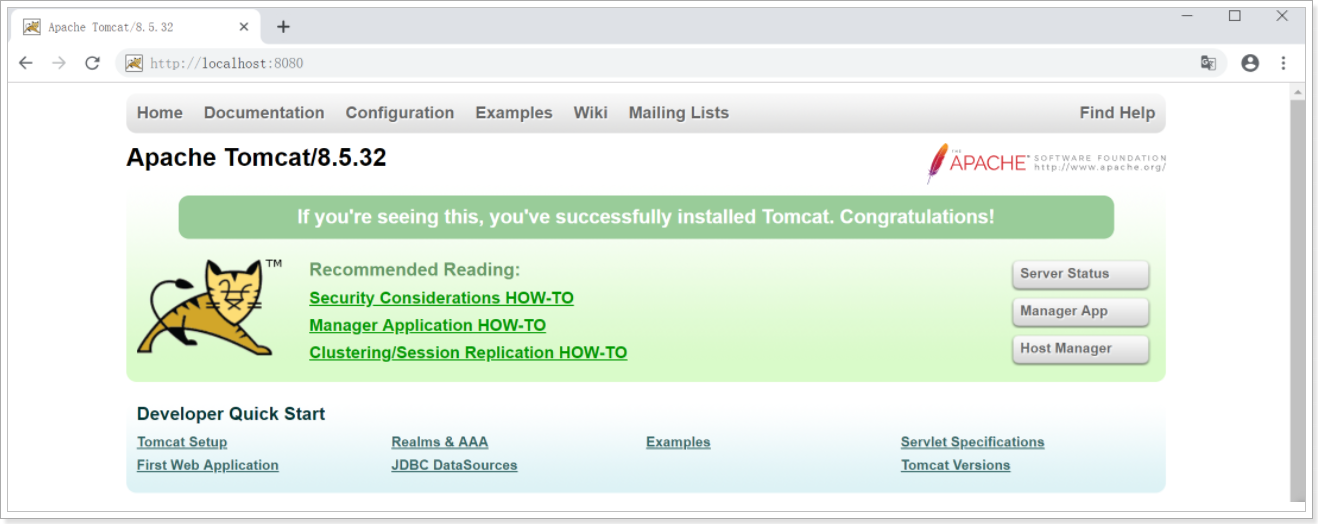 Apache Tomcat/8.5.32
http://localhost:8080
Home Documentation Configuration Examples Wiki Mailing Lists Find Help
Apache Tomcat/8.5.32
THE APACHE SOFTWARE FOUNDATION
http://www.apache.org/
If you're seeing this, you've successfully installed Tomcat. Congratulations!
TM
Recommended Reading:
Security Considerations HOW-TO
Manager Application HOW-TO
Clustering/Session Replication HOW-TO
Server Status
Manager App
Host Manager
Developer Quick Start
Tomcat Setup Realms & AAA Examples Servlet Specifications
First Web Application JDBC DataSources Tomcat Versions